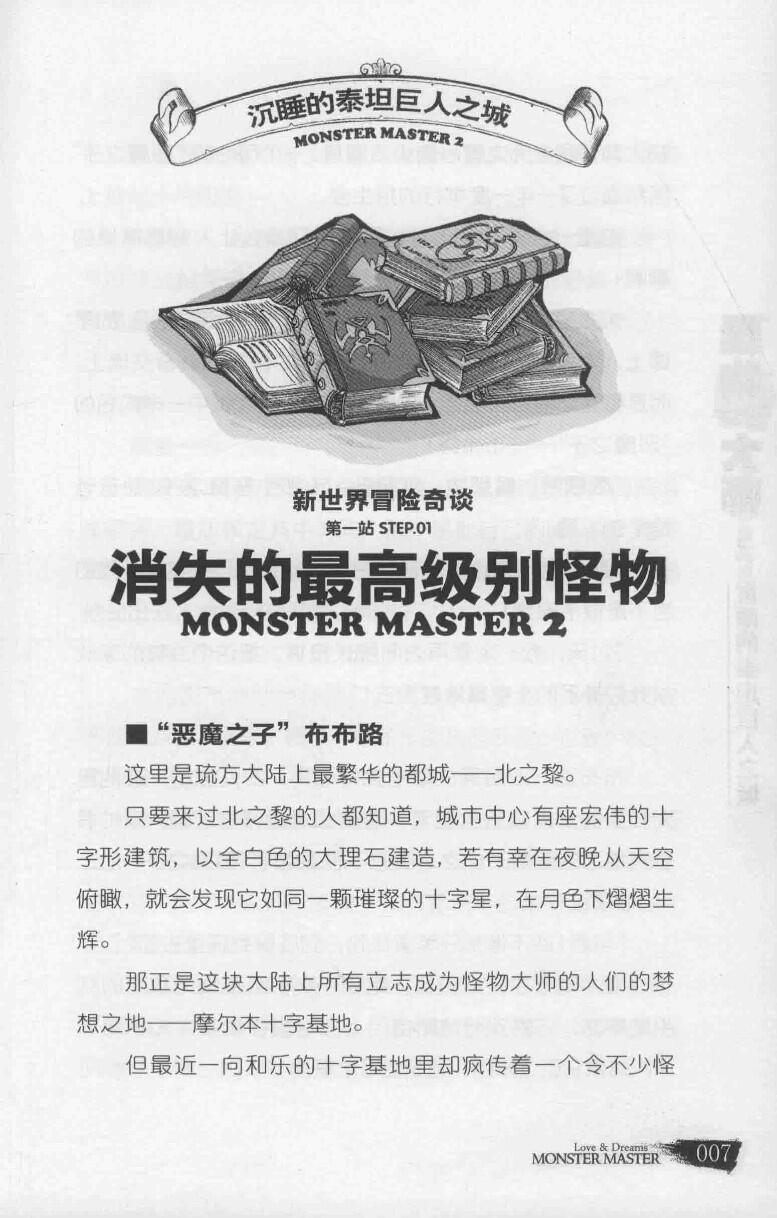 沉睡的泰坦巨人之城
MONSTER MASTER 2
新世界冒险奇谈
第一站 STEP.01
消失的最高级别怪物
MONSTER MASTER 2
■“恶魔之子”布布路
这里是琉方大陆上最繁华的都城——北之黎。
只要来过北之黎的人都知道，城市中心有座宏伟的十
字形建筑，以全白色的大理石建造，若有幸在夜晚从天空
俯瞰，就会发现它如同一颗璀璨的十字星，在月色下熠熠生
辉。
那正是这块大陆上所有立志成为怪物大师的人们的梦
想之地——摩尔本十字基地。
但最近一向和乐的十字基地里却疯传着一个令不少怪
Love & Dreams
MONSTER MASTER 007